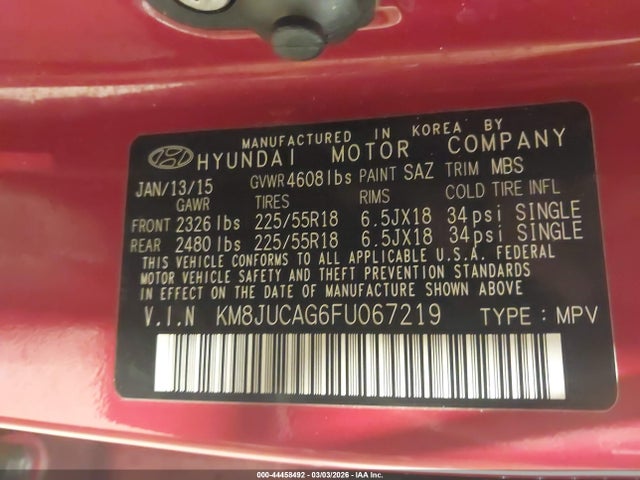 MANUFACTURED IN KOREA BY
HYUNDAI MOTOR COMPANY
JAN/13/15 GVWR 4608lbs PAINT SAZ TRIM MBS
GAWR TIRES RIMS COLD TIRE INFL
FRONT 2326 lbs 225/55R18 6.5JX18 34psi SINGLE
REAR 2480 lbs 225/55R18 6.5JX18 34psi SINGLE
THIS VEHICLE CONFORMS TO ALL APPLICABLE U.S.A. FEDERAL
MOTOR VEHICLE SAFETY AND THEFT PREVENTION STANDARDS
IN EFFECT ON THE DATE OF MANUFACTURE SHOWN ABOVE
V.I.N KM8JUCAG6FU067219 TYPE : MPV
000-44458492 - 03/03/2026 - IAA Inc.